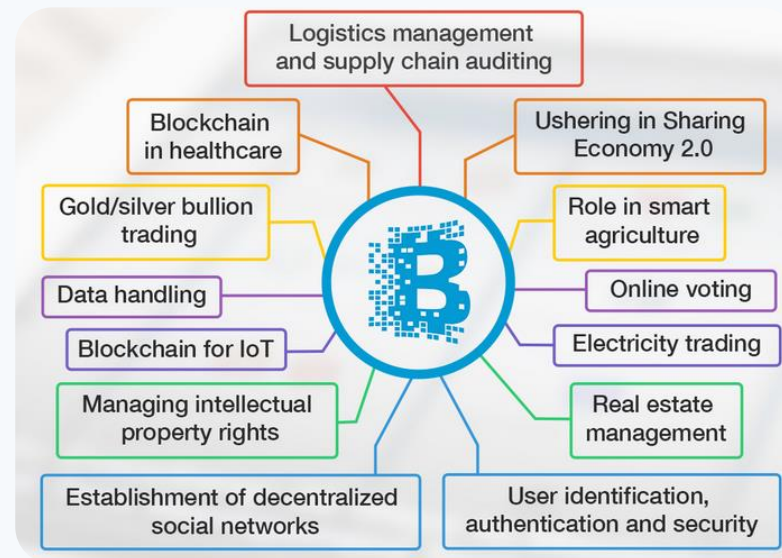 Logistics management
and supply chain auditing
Blockchain
in healthcare
Ushering in Sharing
Economy 2.0
Gold/silver bullion
trading
Role in smart
agriculture
Data handling
Online voting
Blockchain for IoT
Electricity trading
Managing intellectual
property rights
Real estate
management
Establishment of decentralized
social networks
User identification,
authentication and security
B